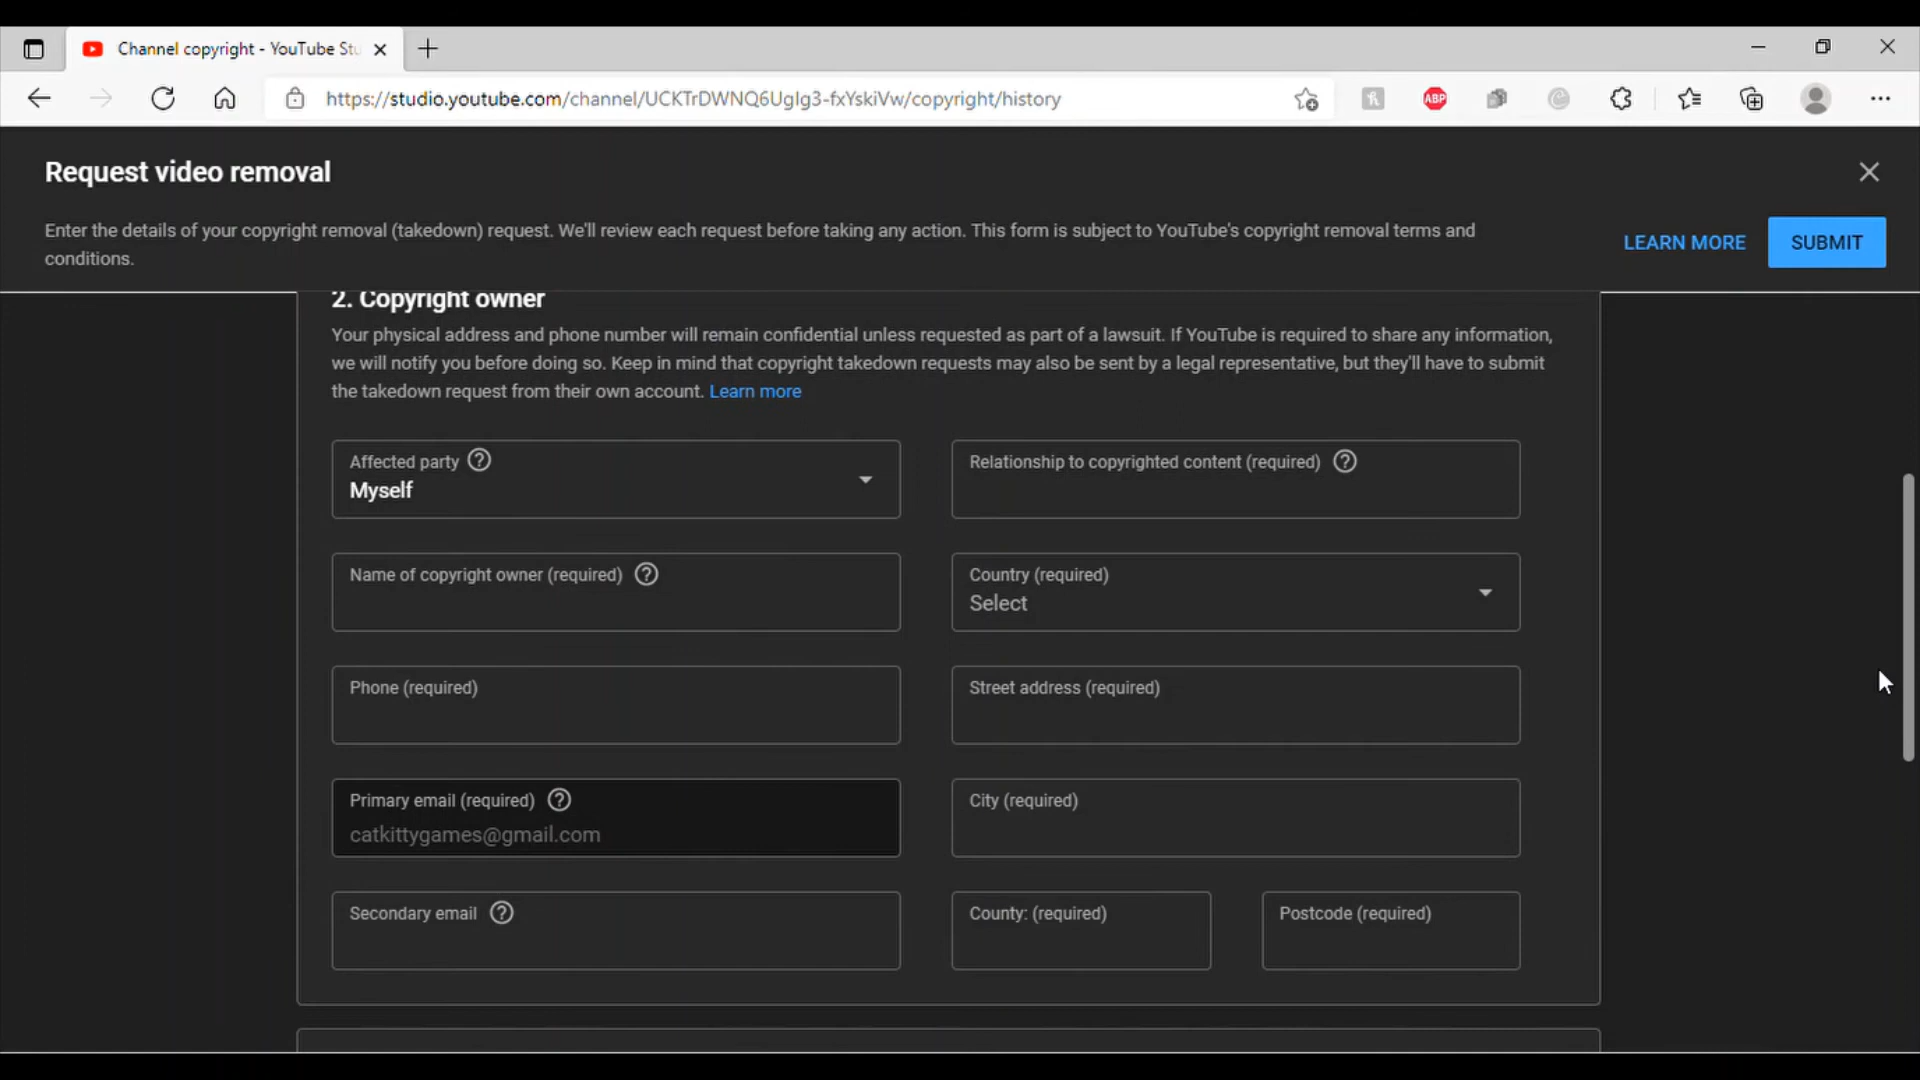 Channel copyright - YouTube Stu
https://studio.youtube.com/channel/UCKTrDWNQ6UgIg3-fxYskiVw/copyright/history
ABP
Request video removal
Enter the details of your copyright removal (takedown) request. We'll review each request before taking any action. This form is subject to YouTube's copyright removal terms and
conditions.
LEARN MORE
SUBMIT
2. Copyright owner
Your physical address and phone number will remain confidential unless requested as part of a lawsuit. If YouTube is required to share any information,
we will notify you before doing so. Keep in mind that copyright takedown requests may also be sent by a legal representative, but they'll have to submit
the takedown request from their own account. Learn more
Affected party
Myself
Relationship to copyrighted content (required)
Name of copyright owner (required)
Country (required)
Select
Phone (required)
Street address (required)
Primary email (required)
catkittygames@gmail.com
City (required)
Secondary email
County: (required)
Postcode (required)